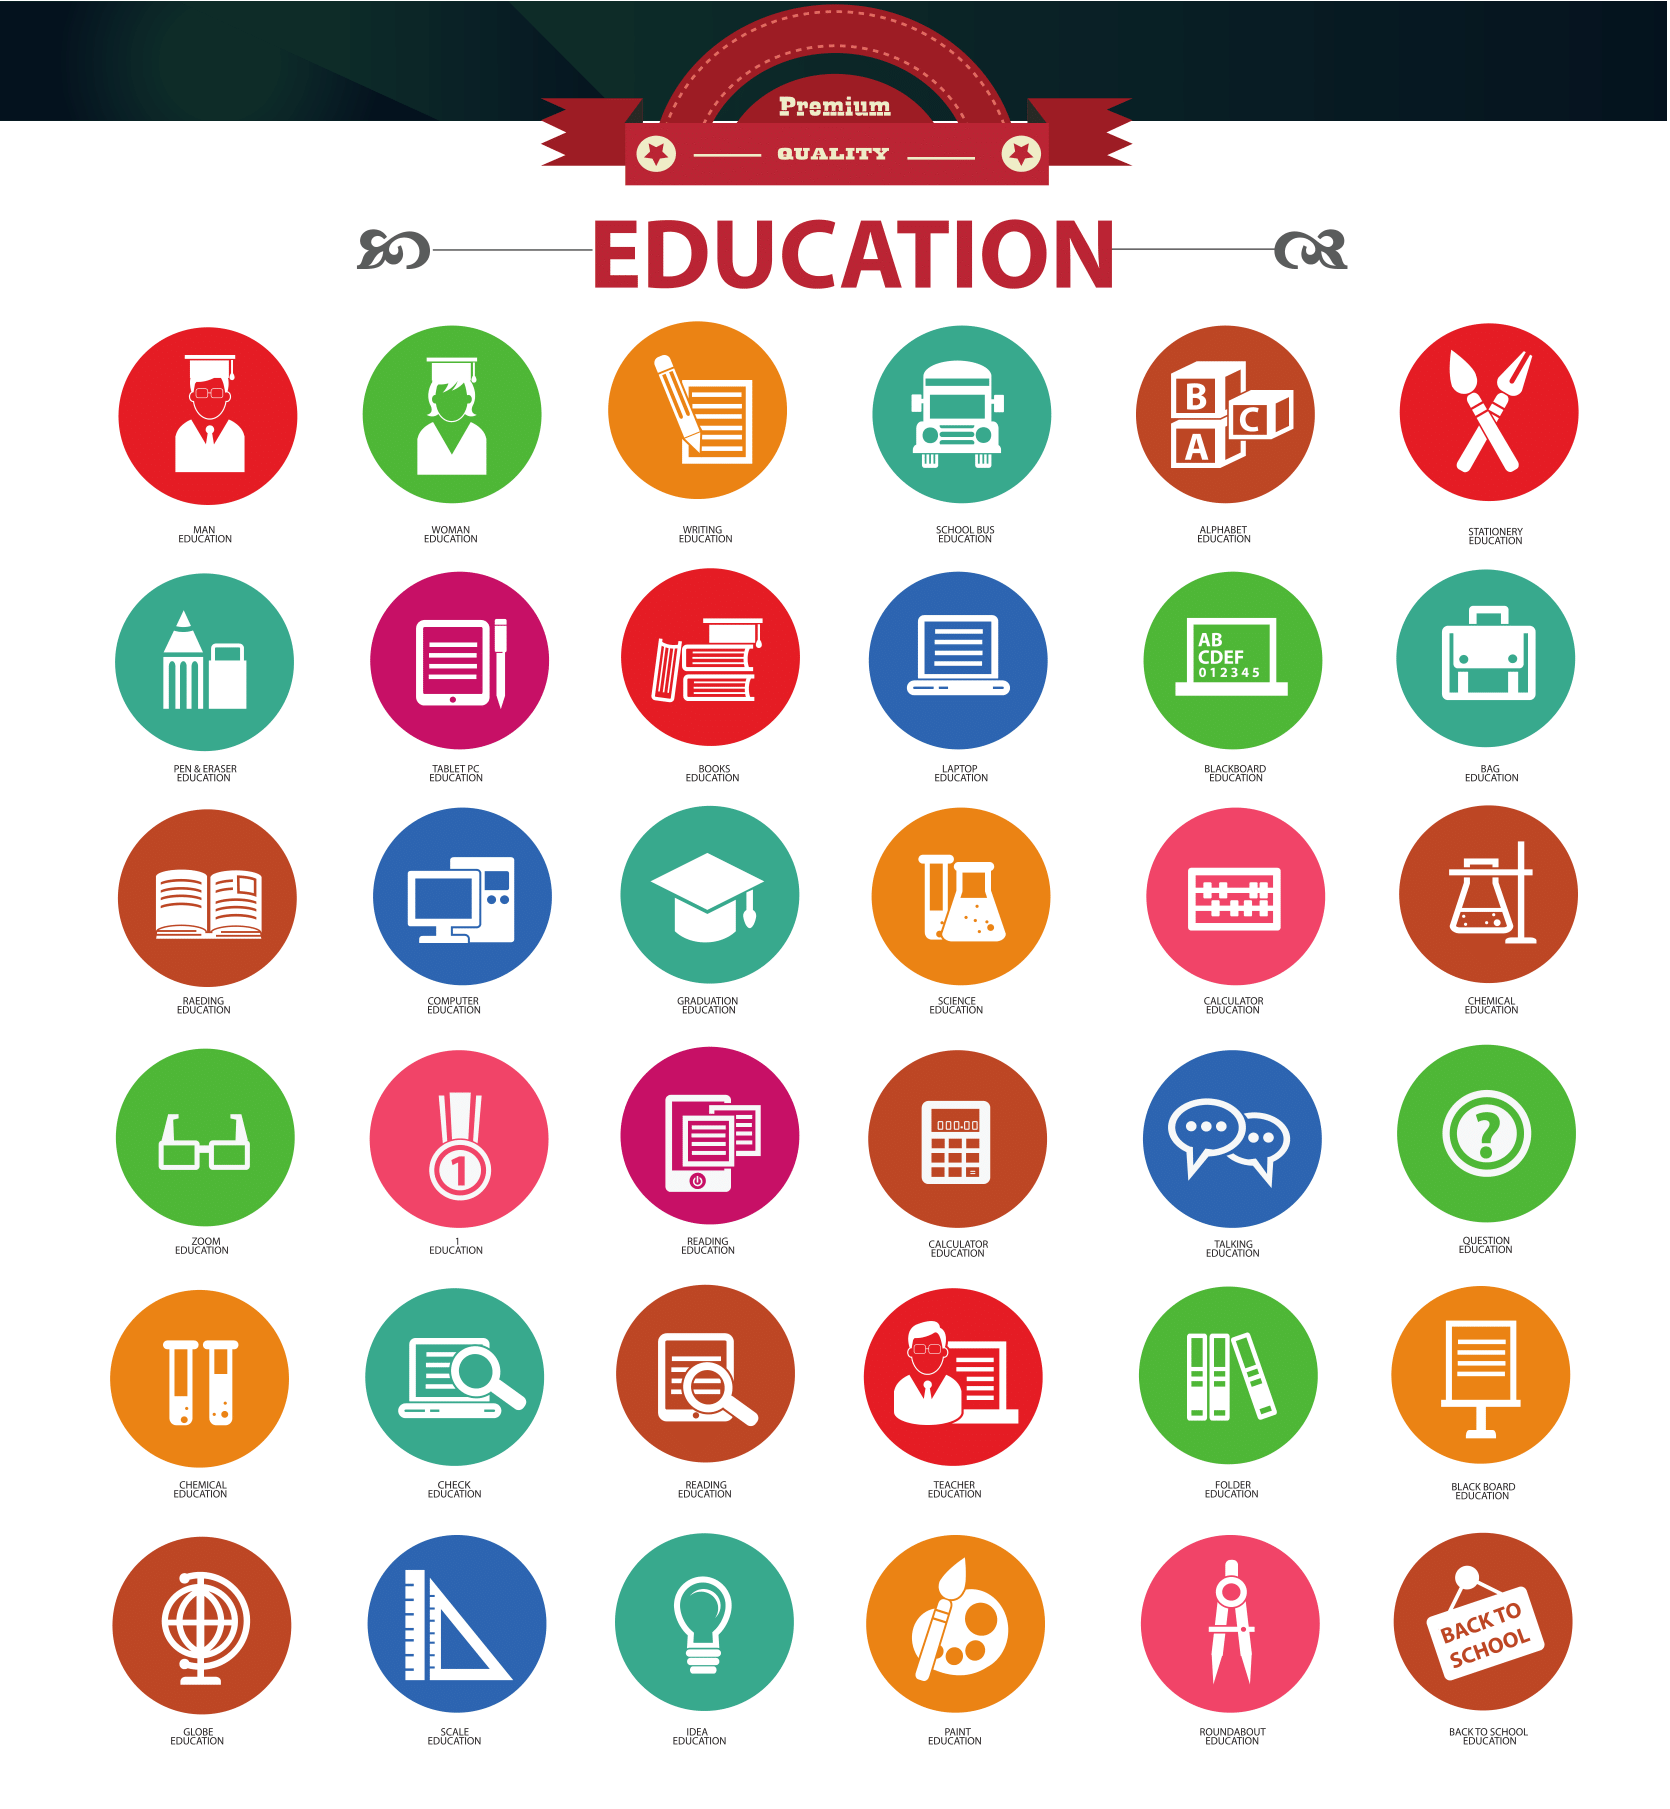 Premium
QUALITY
EDUCATION
B
C
A
MAN
EDUCATION
WOMAN
EDUCATION
WRITING
EDUCATION
SCHOOL BUS
EDUCATION
ALPHABET
EDUCATION
STATIONERY
EDUCATION
AB
CDEF
012345
PEN & ERASER
EDUCATION
TABLET PC
EDUCATION
BOOKS
EDUCATION
LAPTOP
EDUCATION
BLACKBOARD
EDUCATION
BAG
EDUCATION
RAEDING
EDUCATION
COMPUTER
EDUCATION
GRADUATION
EDUCATION
SCIENCE
EDUCATION
CALCULATOR
EDUCATION
CHEMICAL
EDUCATION
1
000.00
=
?
ZOOM
EDUCATION
1
EDUCATION
READING
EDUCATION
CALCULATOR
EDUCATION
TALKING
EDUCATION
QUESTION
EDUCATION
CHEMICAL
EDUCATION
CHECK
EDUCATION
READING
EDUCATION
TEACHER
EDUCATION
FOLDER
EDUCATION
BLACK BOARD
EDUCATION
BACK TO
SCHOOL
GLOBE
EDUCATION
SCALE
EDUCATION
IDEA
EDUCATION
PAINT
EDUCATION
ROUNDABOUT
EDUCATION
BACK TO SCHOOL
EDUCATION